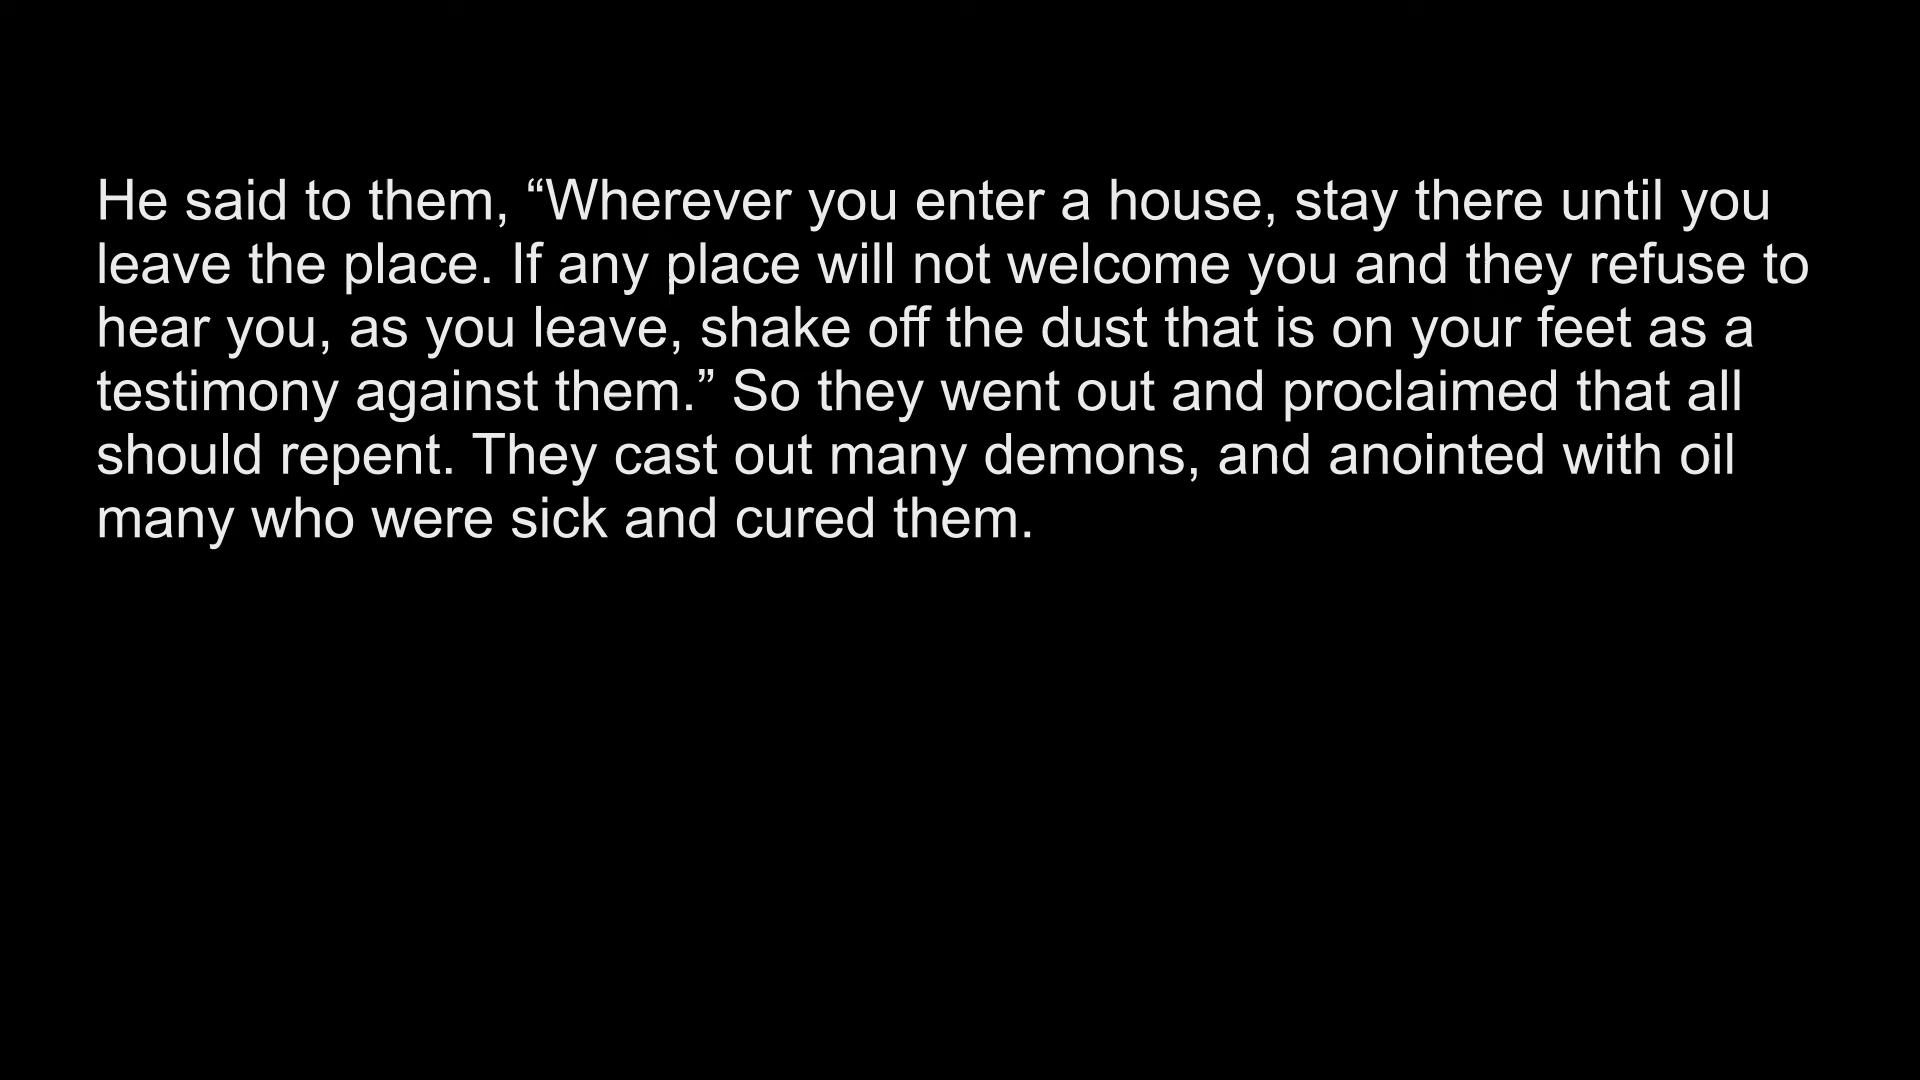 He said to them, “Wherever you enter a house, stay there until you
leave the place. If any place will not welcome you and they refuse to
hear you, as you leave, shake off the dust that is on your feet as a
testimony against them.” So they went out and proclaimed that all
should repent. They cast out many demons, and anointed with oil
many who were sick and cured them.